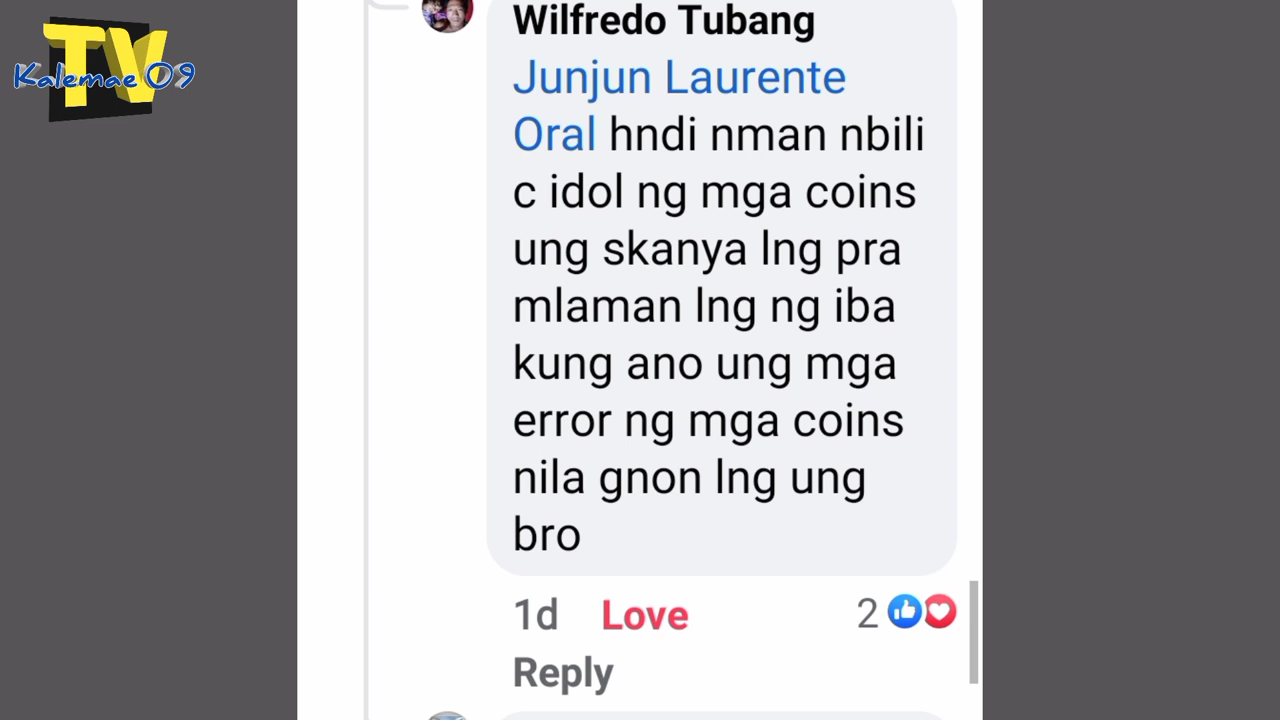 TV
Kalemae 09
Wilfredo Tubang
Junjun Laurente
Oral hndi nman nbili
c idol ng mga coins
ung skanya lng pra
mlaman lng ng iba
kung ano ung mga
error ng mga coins
nila gnon lng ung
bro
1d Love 2
Reply